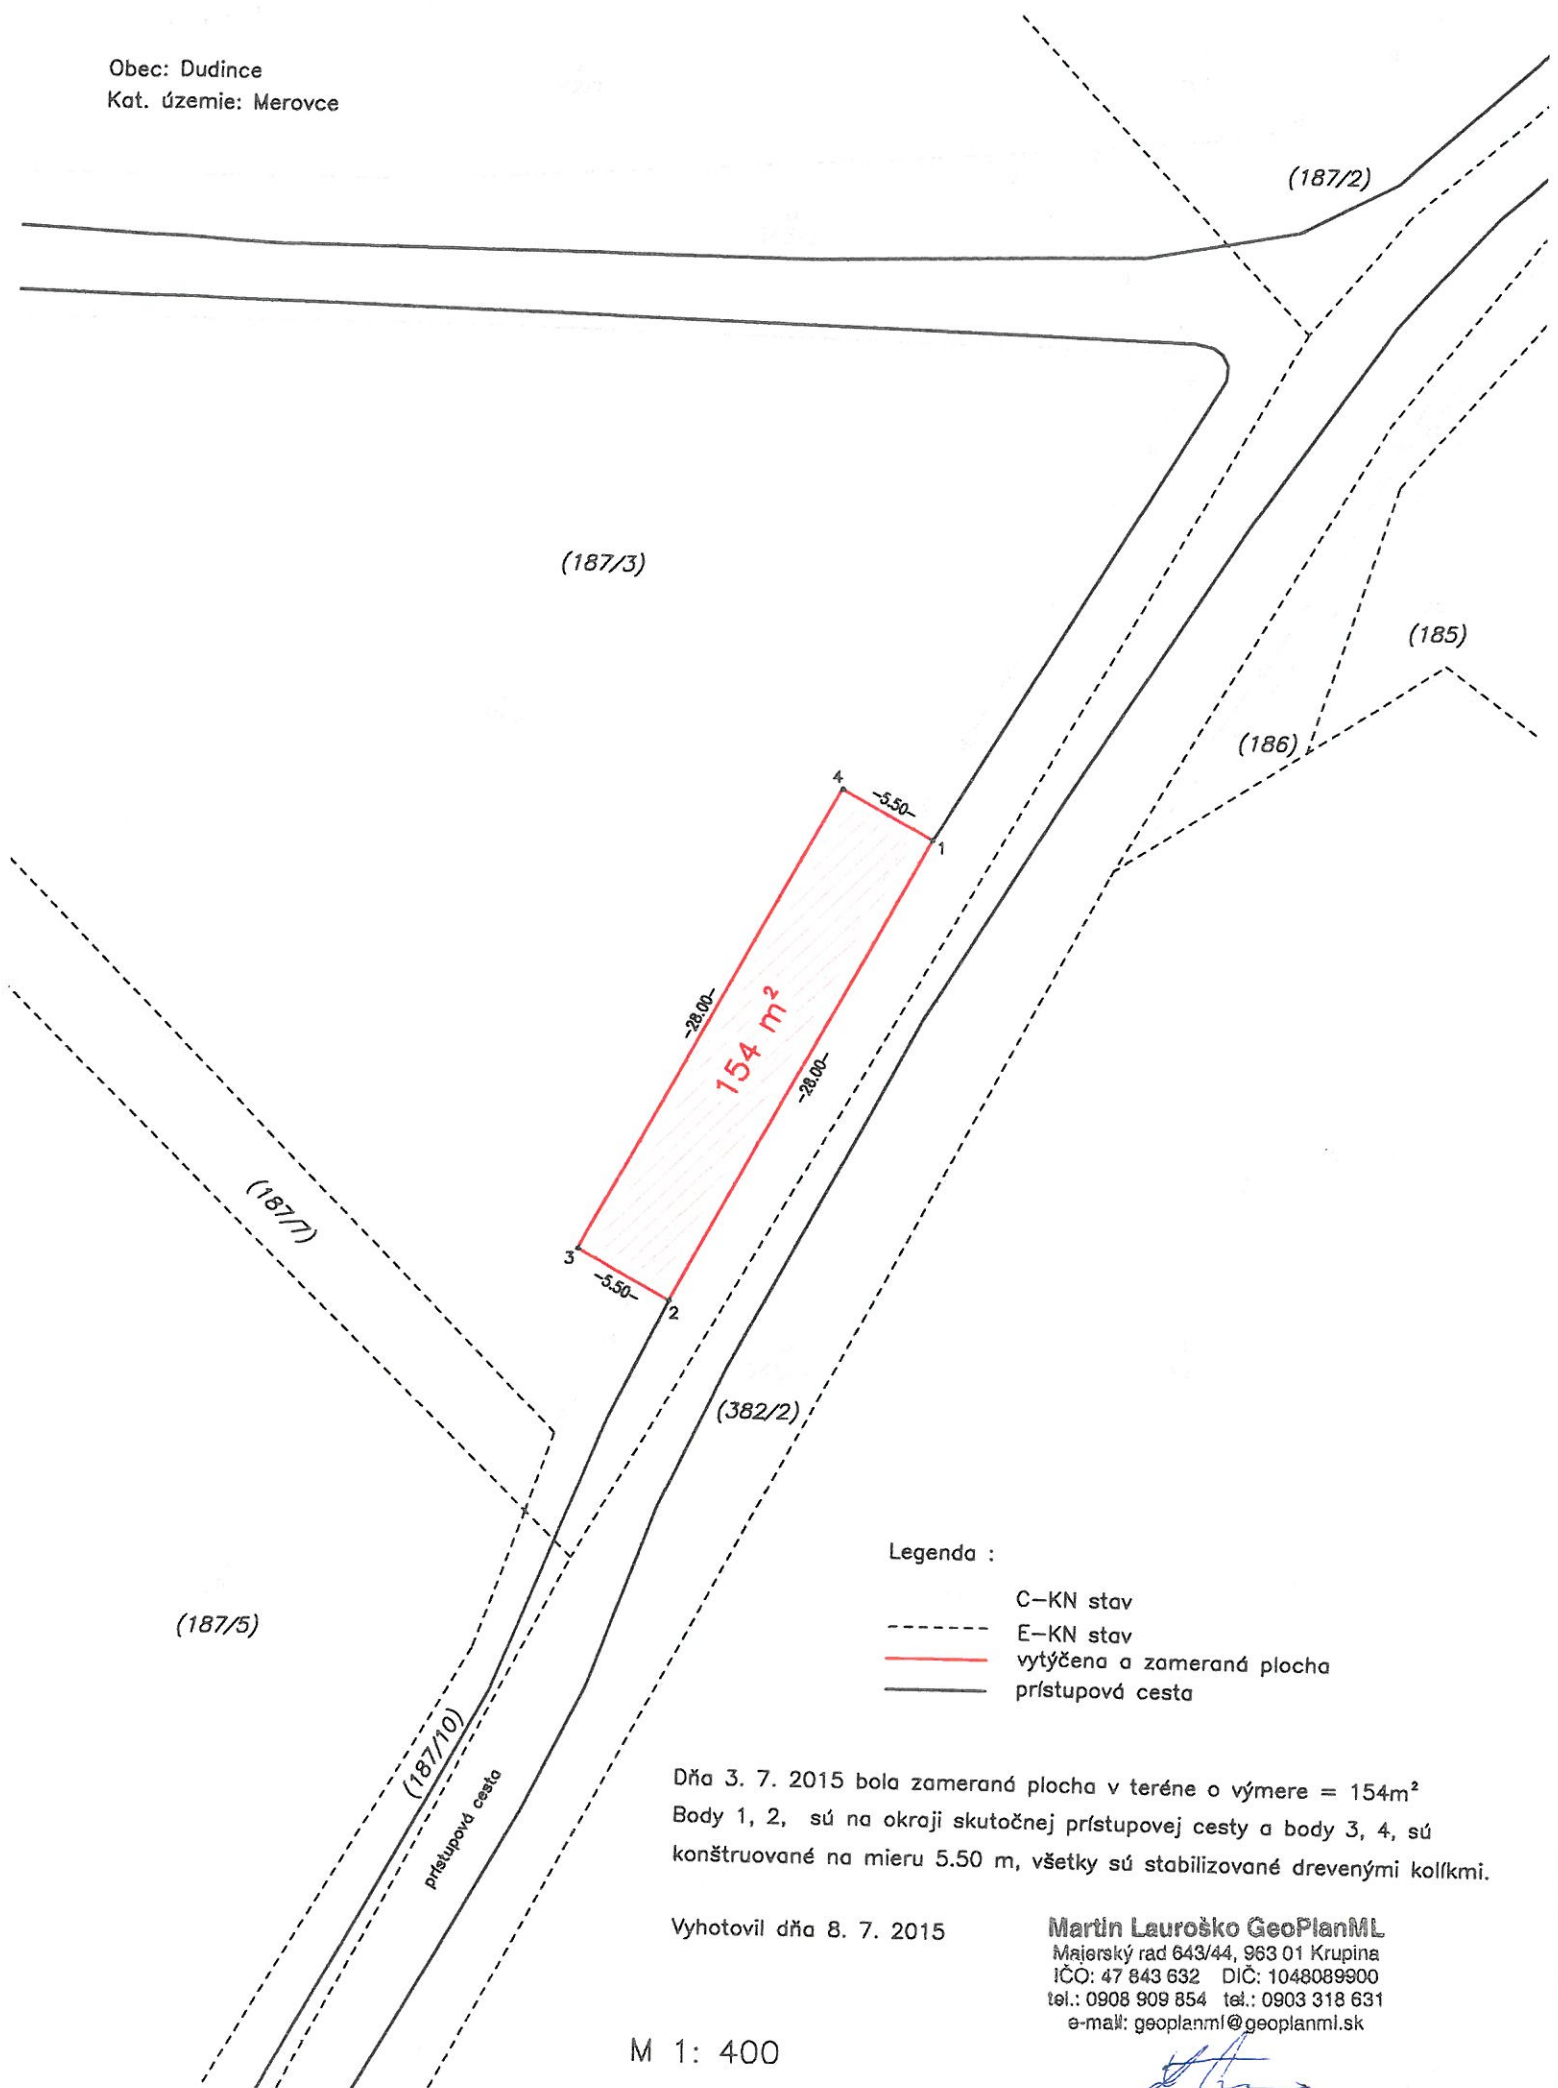 Obec: Dudince
Kat. územie: Merovce
(187/2)
(187/3)
(185)
(186)
4
-5.50-
1
-28.00-
154 m²
-28.00-
(187/7)
3
-5.50-
2
(382/2)
(187/5)
(187/10)
prístupová cesta
Legenda :
C-KN stav
E-KN stav
vytýčena a zameraná plocha
prístupová cesta
Dňa 3. 7. 2015 bola zameraná plocha v teréne o výmere = 154m²
Body 1, 2, sú na okraji skutočnej prístupovej cesty a body 3, 4, sú
konštruované na mieru 5.50 m, všetky sú stabilizované drevenými kolíkmi.
Vyhotovil dňa 8. 7. 2015
Martin Lauroško GeoPlanML
Majerský rad 643/44, 963 01 Krupina
IČO: 47 843 632 DIČ: 1048089900
tel.: 0908 909 854 tel.: 0903 318 631
e-mail: geoplanml@geoplanml.sk
M 1: 400